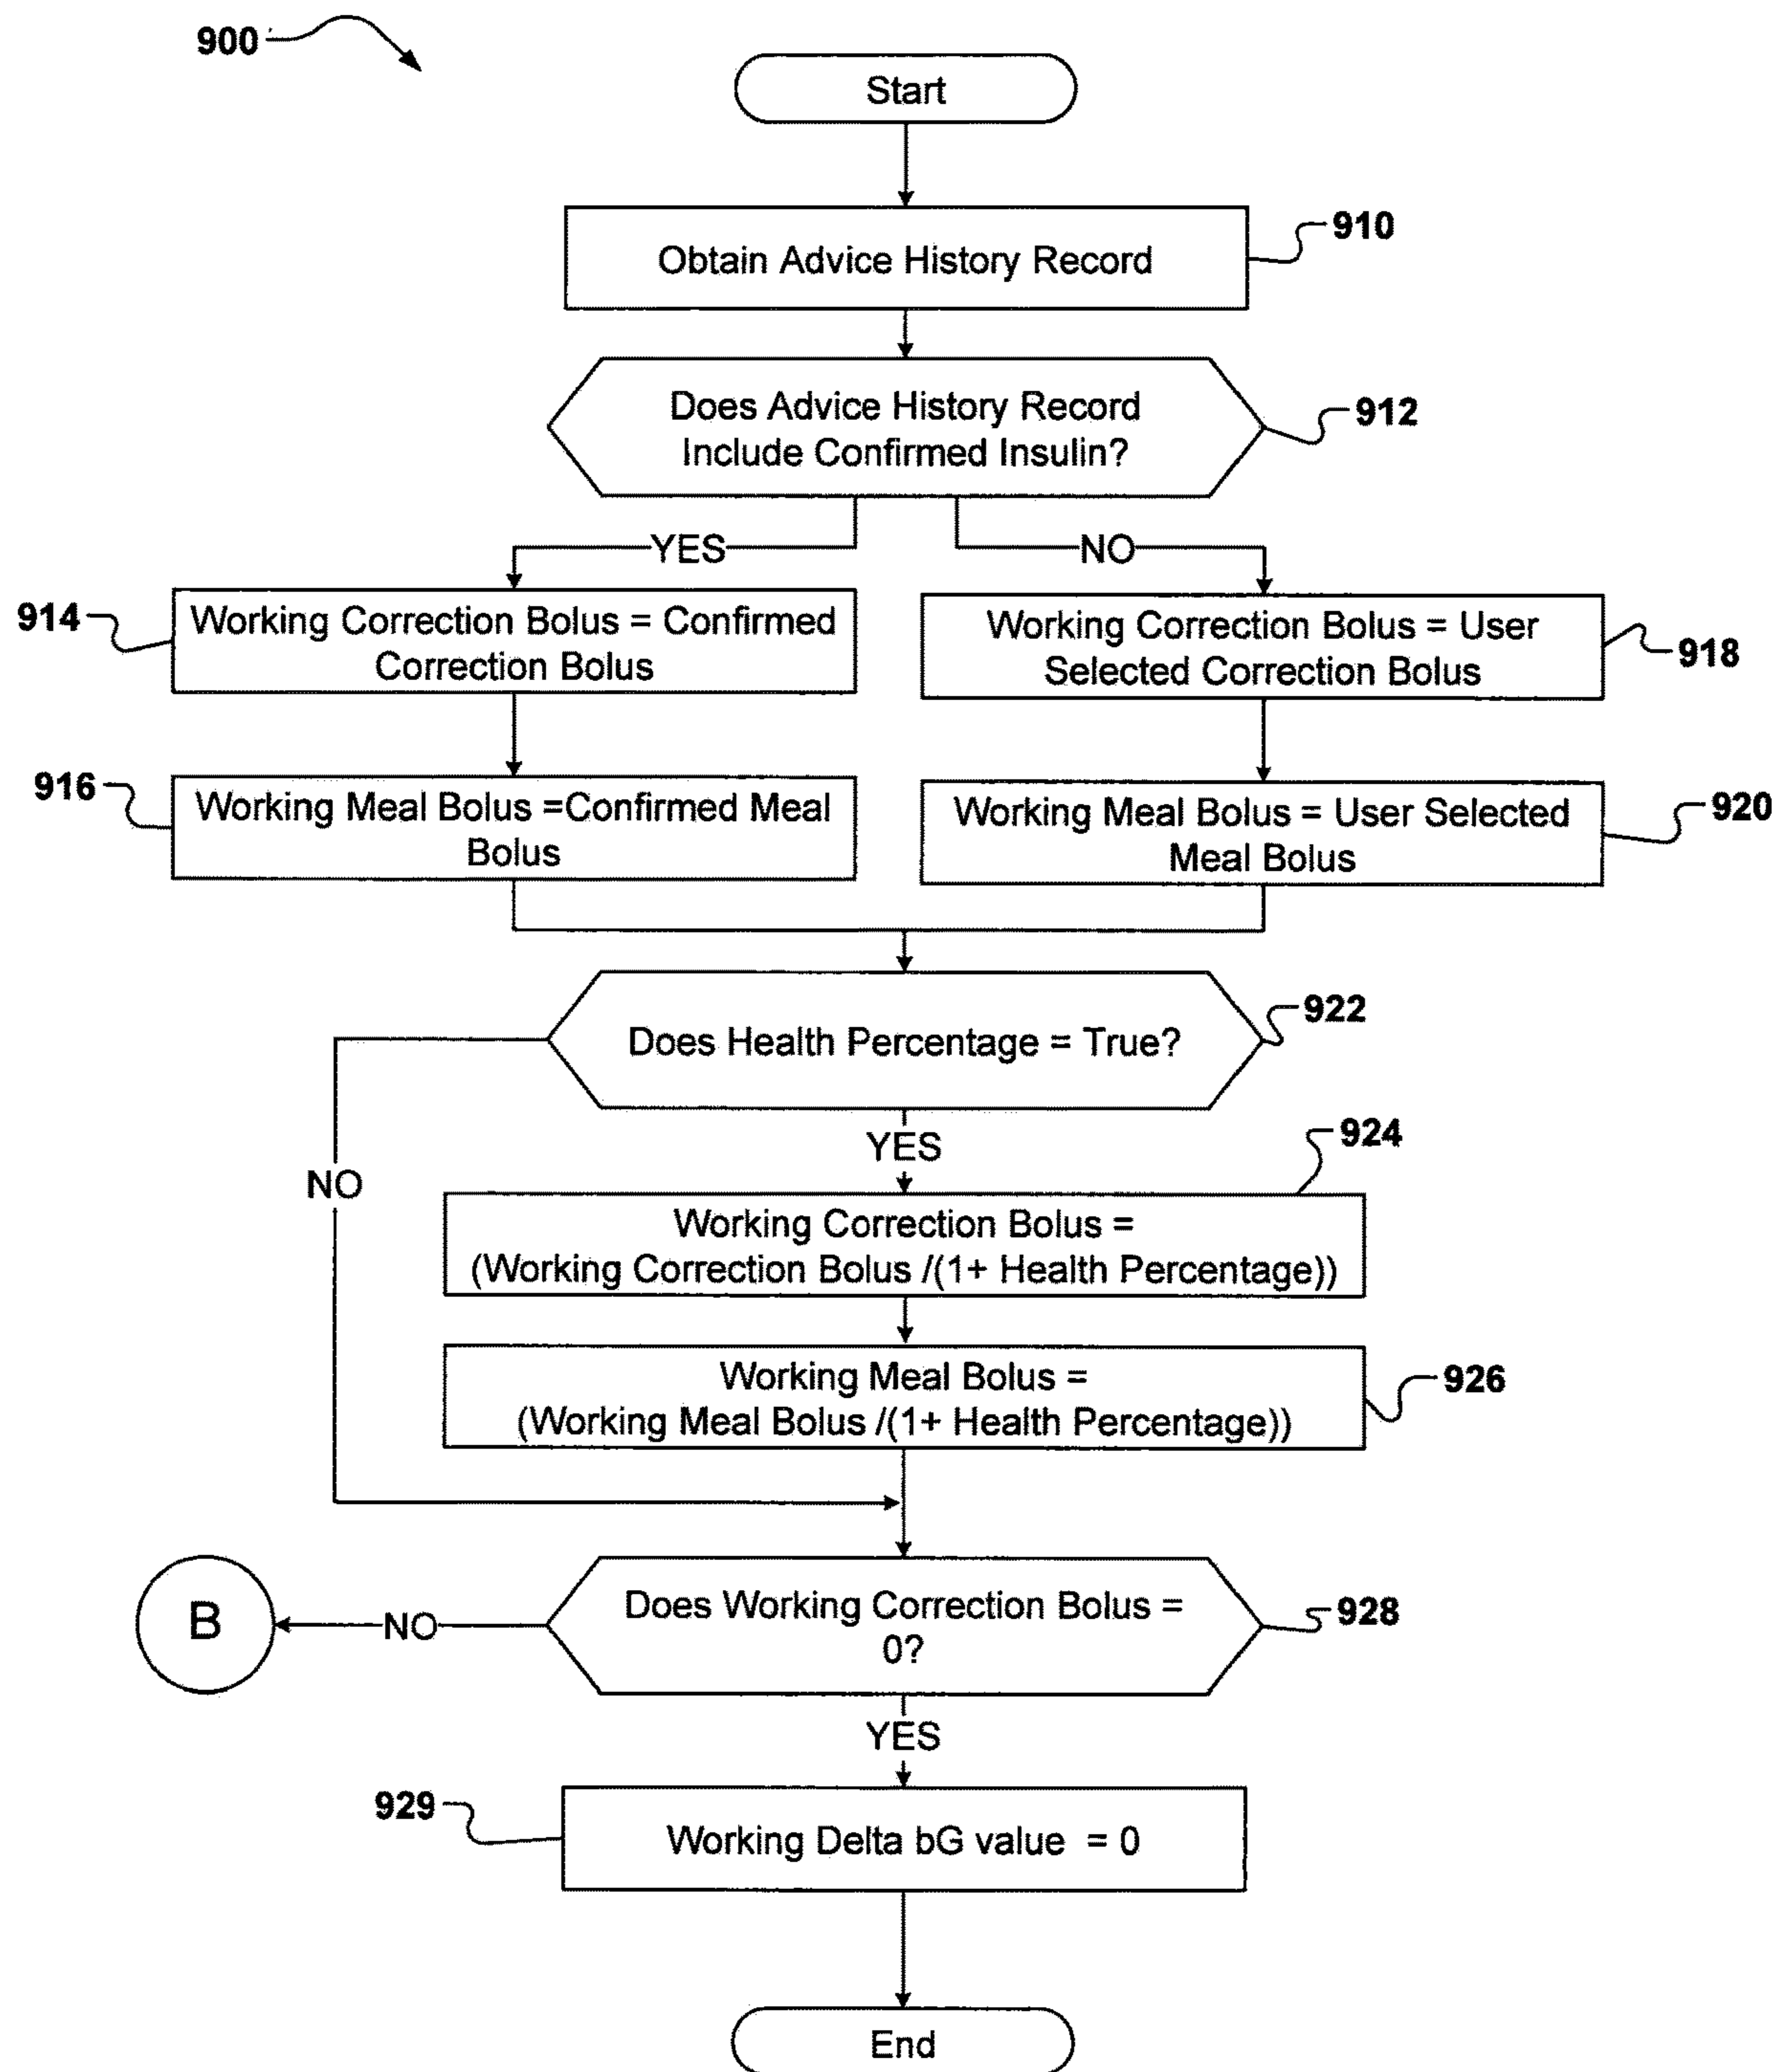 900
Start
Obtain Advice History Record
910
Does Advice History Record
Include Confirmed Insulin?
912
YES
NO
914
Working Correction Bolus = Confirmed
Correction Bolus
Working Correction Bolus = User
Selected Correction Bolus
918
916
Working Meal Bolus =Confirmed Meal
Bolus
Working Meal Bolus = User Selected
Meal Bolus
920
Does Health Percentage = True?
922
NO
YES
924
Working Correction Bolus =
(Working Correction Bolus /(1+ Health Percentage))
Working Meal Bolus =
(Working Meal Bolus /(1+ Health Percentage))
926
B
NO
Does Working Correction Bolus =
0?
928
YES
929
Working Delta bG value = 0
End